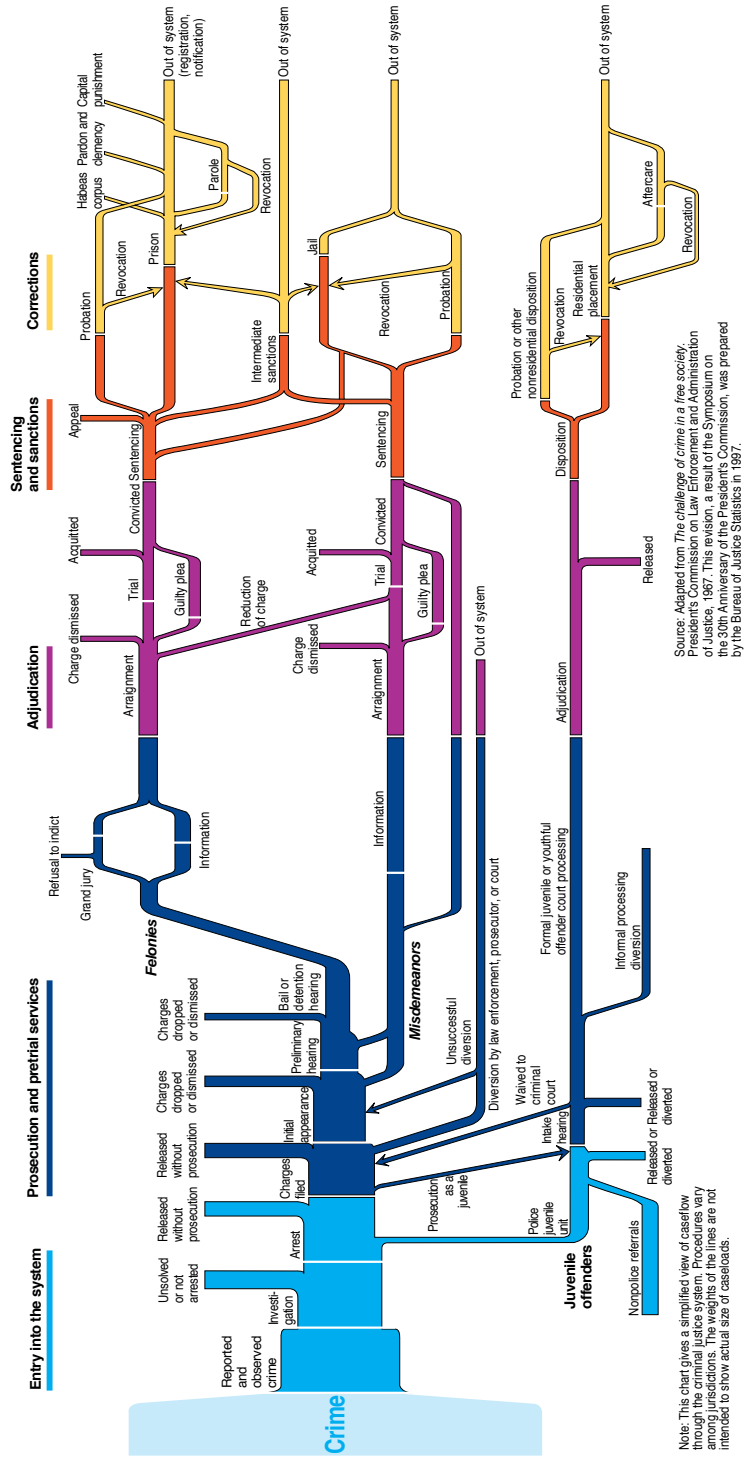 Entry into the system
Prosecution and pretrial services
Adjudication
Sentencing
and sanctions
Corrections
Crime
Reported
and
observed
crime
Investi-
gation
Unsolved
or not
arrested
Arrest
Released
without
prosecution
Charges
filed
Released
without
prosecution
Initial
appearance
Charges
dropped
or dismissed
Preliminary
hearing
Charges
dropped
or dismissed
Bail or
detention
hearing
Felonies
Grand jury
Refusal to indict
Information
Arraignment
Charge dismissed
Trial
Acquitted
Guilty plea
Convicted
Reduction
of charge
Sentencing
Appeal
Probation
Revocation
Prison
Habeas
corpus
Pardon and
clemency
Capital
punishment
Parole
Revocation
Out of system
(registration,
notification)
Intermediate
sanctions
Out of system
Misdemeanors
Information
Arraignment
Charge
dismissed
Trial
Acquitted
Guilty plea
Convicted
Sentencing
Jail
Revocation
Probation
Out of system
Unsuccessful
diversion
Diversion by law enforcement, prosecutor, or court
Out of system
Prosecution
as a
juvenile
Waived to
criminal
court
Police
juvenile
unit
Juvenile
offenders
Intake
hearing
Nonpolice referrals
Released or
diverted
Released or
diverted
Formal juvenile or youthful
offender court processing
Informal processing
diversion
Adjudication
Released
Disposition
Probation or other
nonresidential disposition
Revocation
Residential
placement
Aftercare
Revocation
Out of system
Note: This chart gives a simplified view of caseflow
through the criminal justice system. Procedures vary
among jurisdictions. The weights of the lines are not
intended to show actual size of caseloads.
Source: Adapted from The challenge of crime in a free society.
President's Commission on Law Enforcement and Administration
of Justice, 1967. This revision, a result of the Symposium on
the 30th Anniversary of the President's Commission, was prepared
by the Bureau of Justice Statistics in 1997.